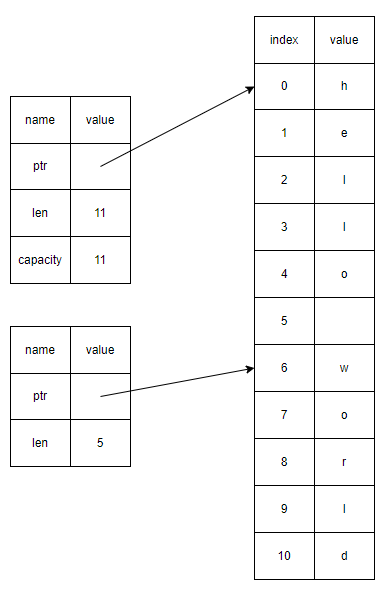 name value
ptr
len 11
capacity 11
name value
ptr
len 5
index value
0 h
1 e
2 l
3 l
4 o
5
6 w
7 o
8 r
9 l
10 d